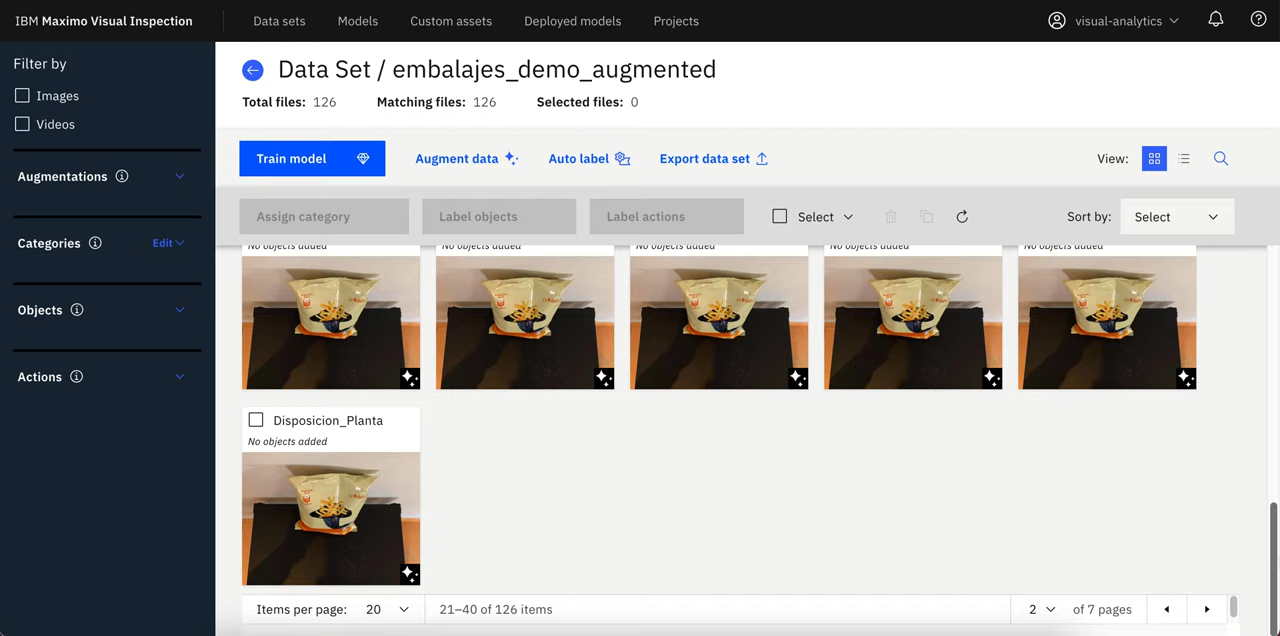 IBM Maximo Visual Inspection
Data sets
Models
Custom assets
Deployed models
Projects
visual-analytics
Filter by
Images
Videos
Augmentations
Categories
Edit
Objects
Actions
Data Set / embalajes_demo_augmented
Total files: 126
Matching files: 126
Selected files: 0
Train model
Augment data
Auto label
Export data set
View:
Assign category
Label objects
Label actions
Select
Sort by:
Select
No objects added
No objects added
No objects added
No objects added
No objects added
Disposicion_Planta
No objects added
Items per page: 20
21–40 of 126 items
2
of 7 pages